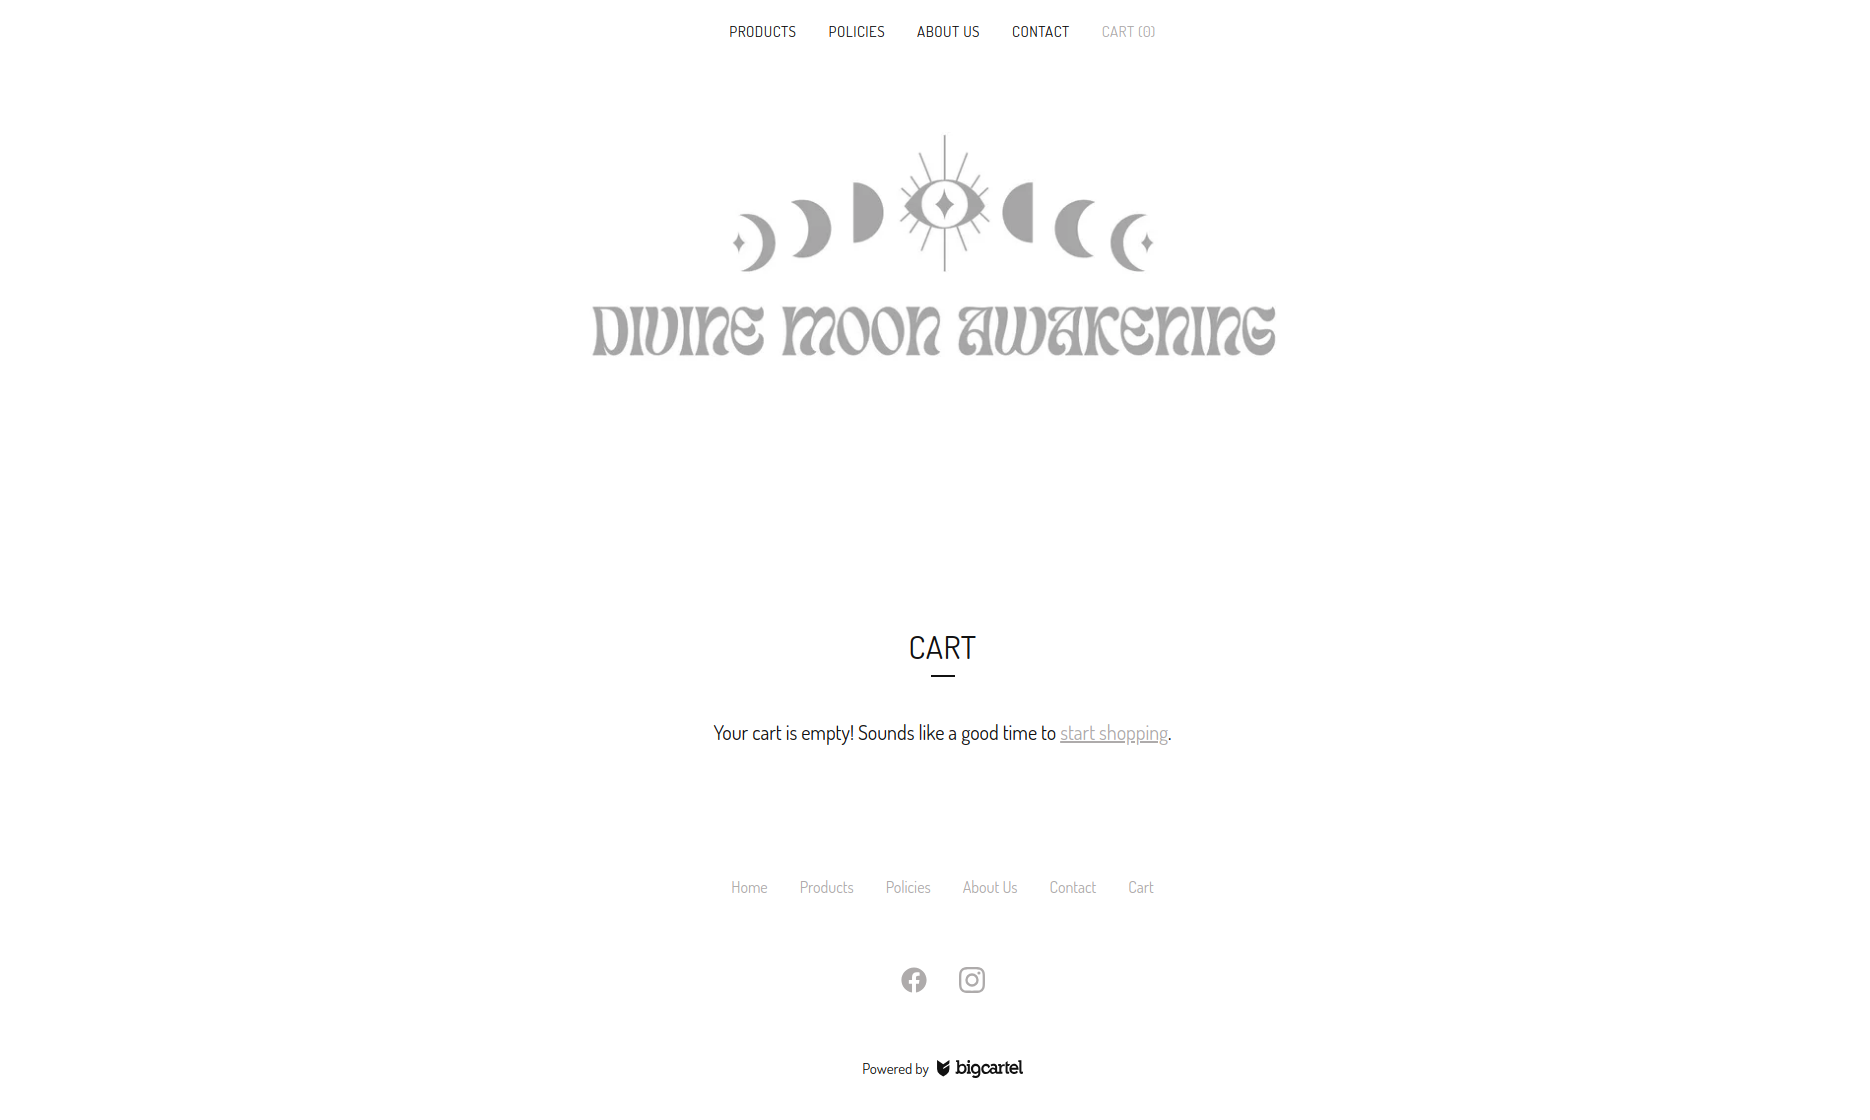 PRODUCTS POLICIES ABOUT US CONTACT CART (0)
DIVINE MOON AWAKENING
CART
Your cart is empty! Sounds like a good time to start shopping.
Home Products Policies About Us Contact Cart
Powered by bigcartel